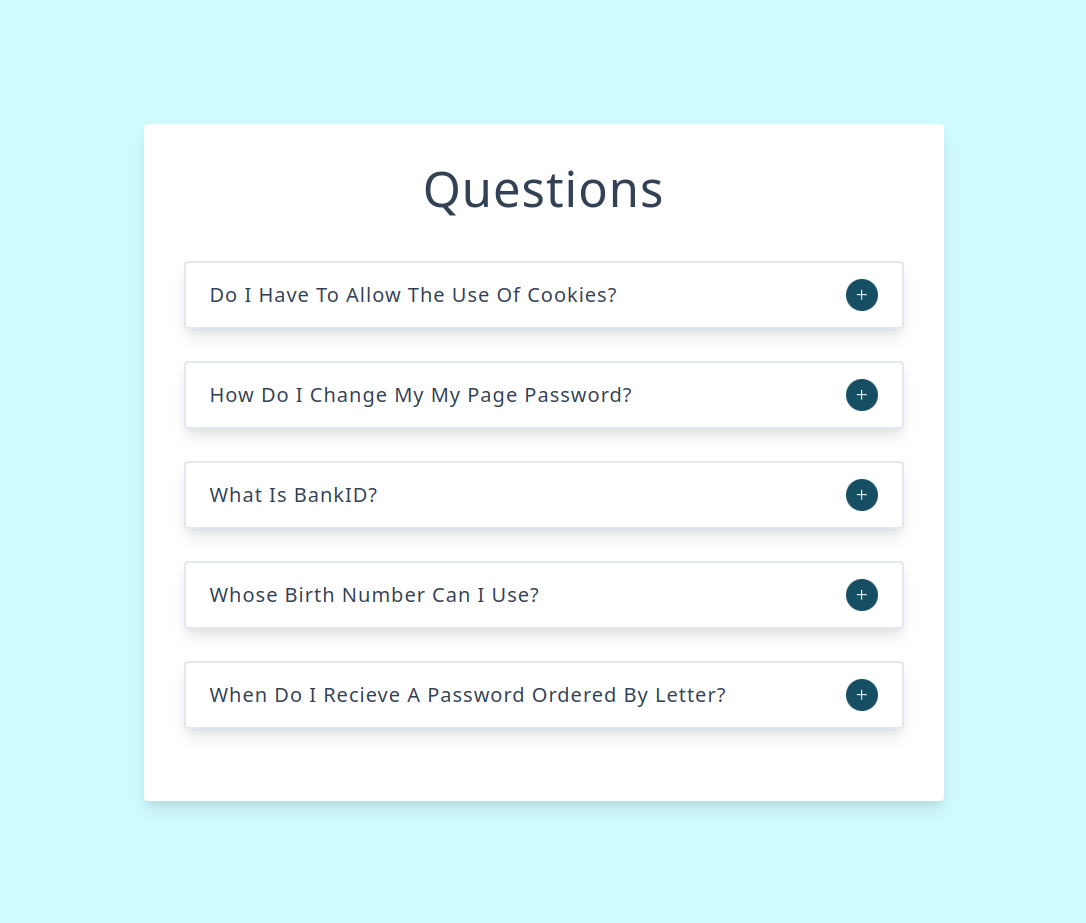 Questions
Do I Have To Allow The Use Of Cookies?
How Do I Change My My Page Password?
What Is BankID?
Whose Birth Number Can I Use?
When Do I Recieve A Password Ordered By Letter?